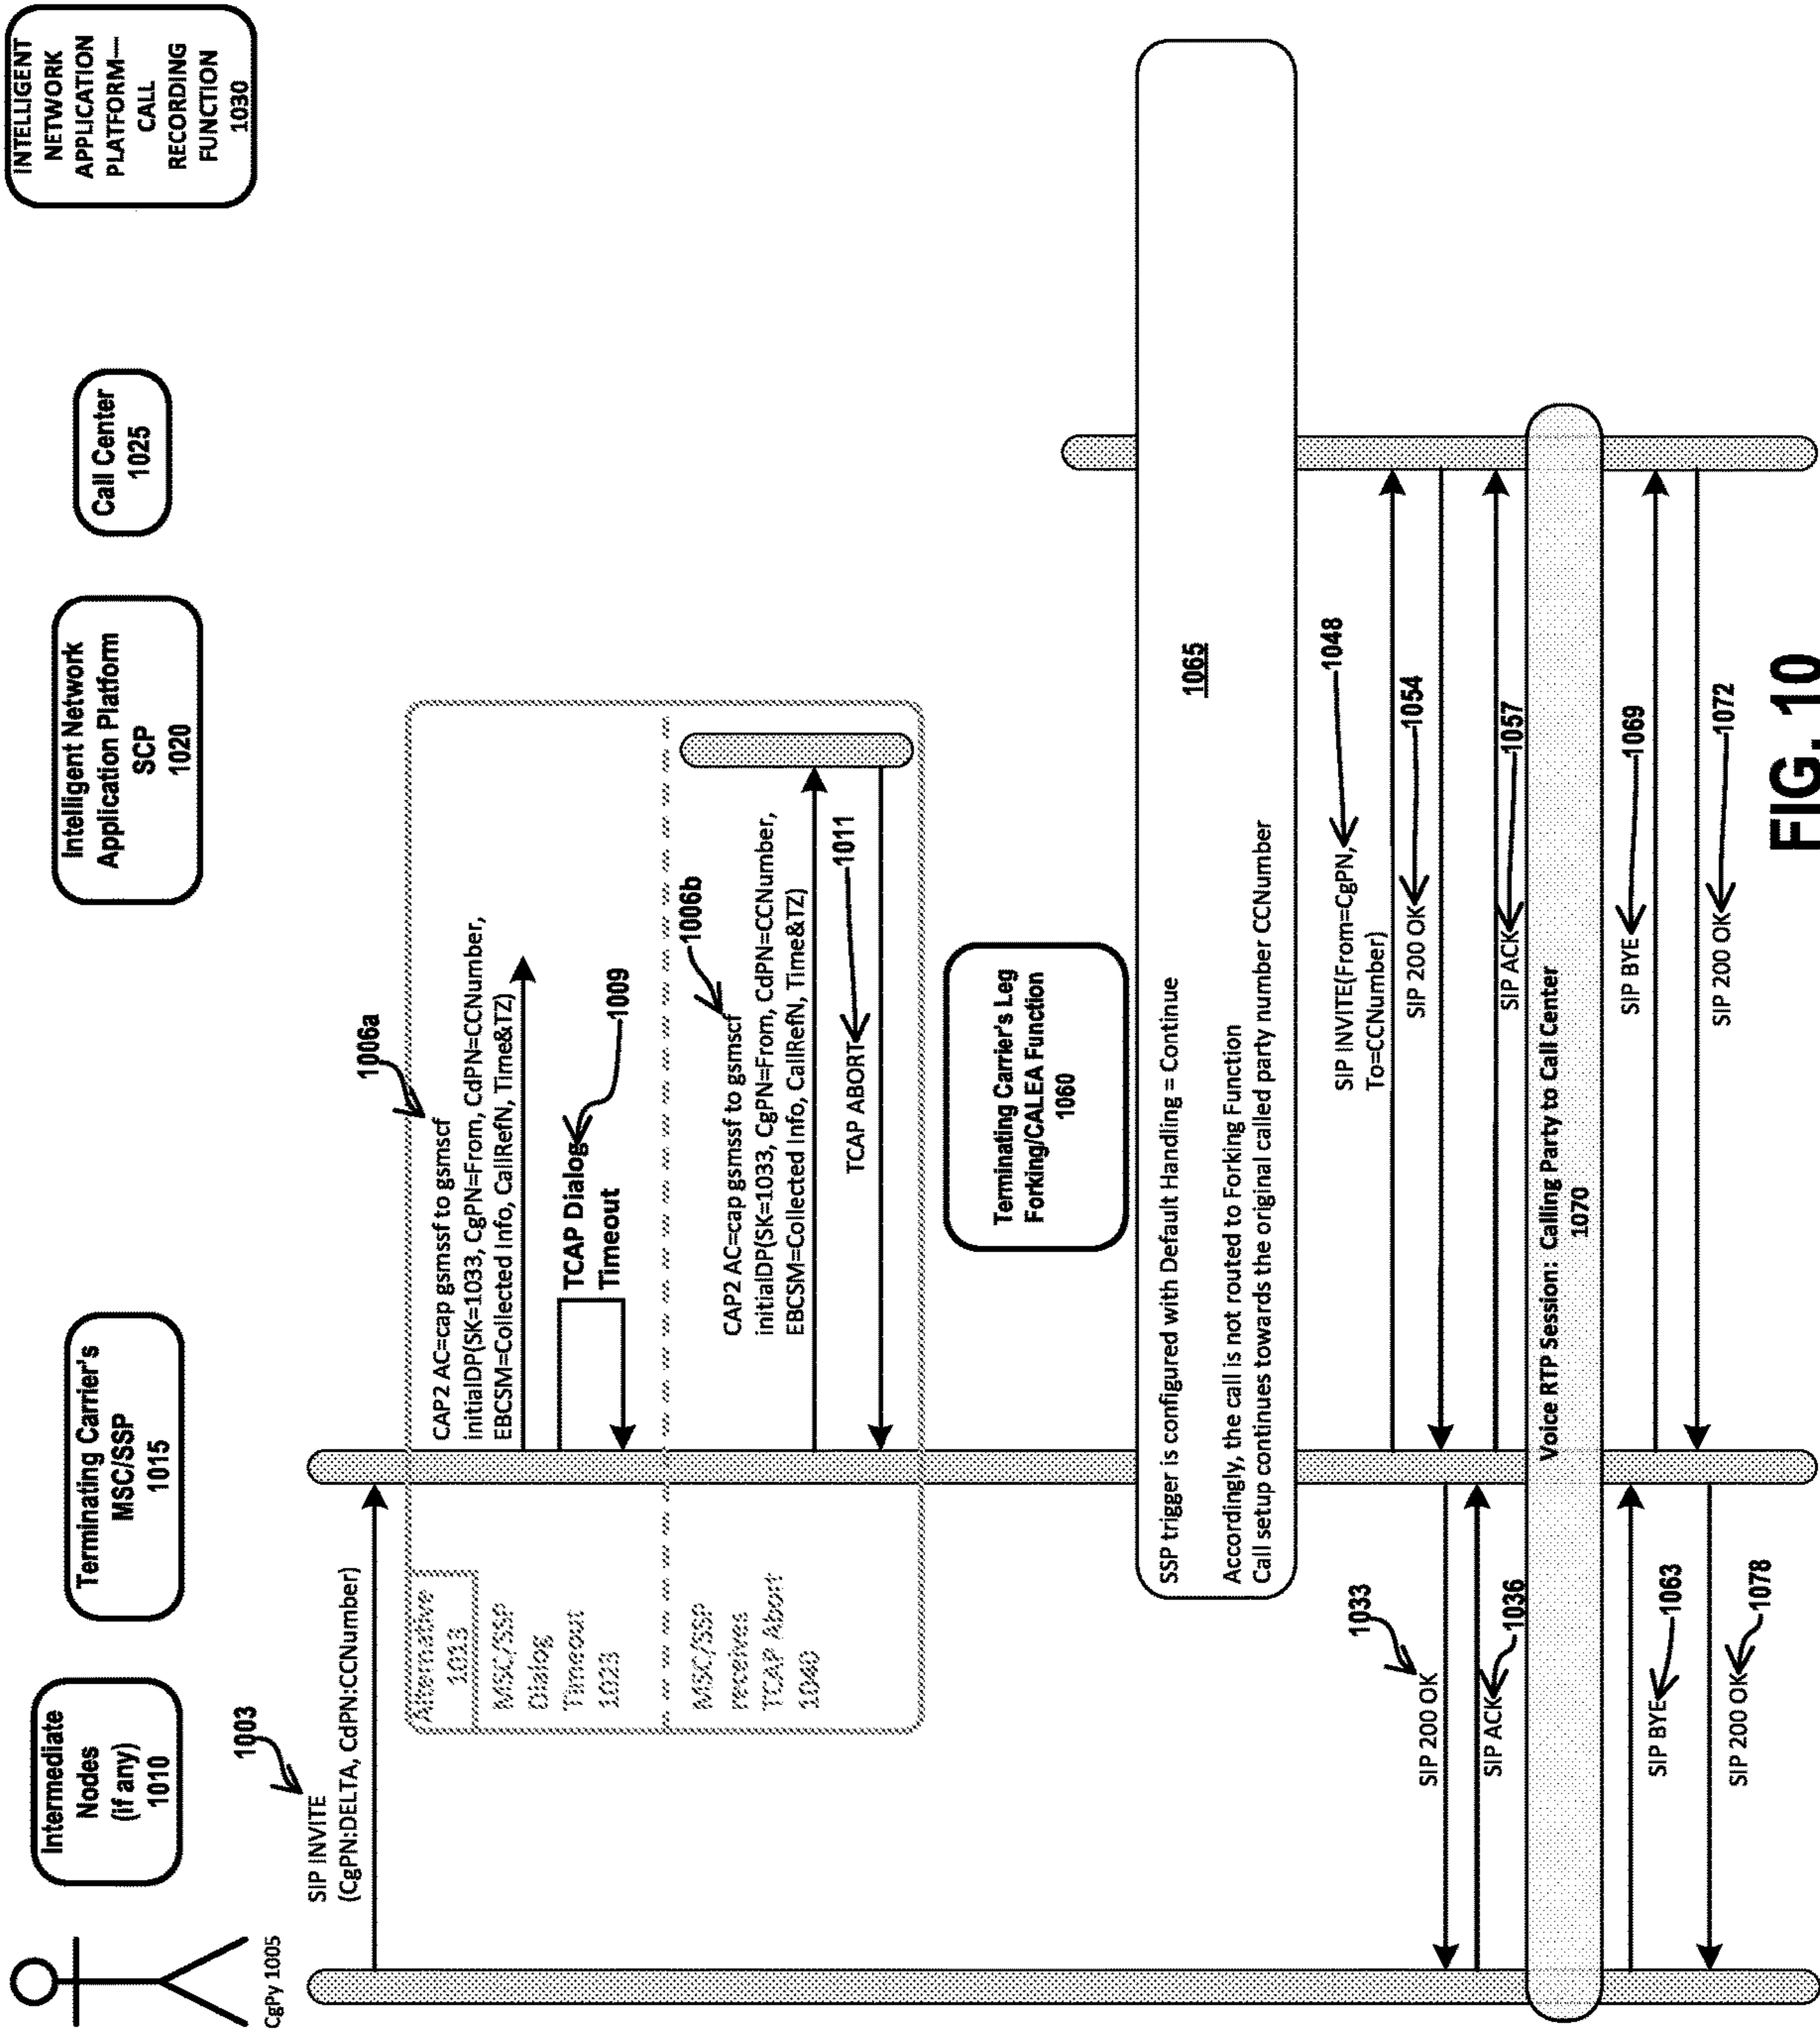 CgPy 1005
Intermediate
Nodes
(if any)
1010
Terminating Carrier's
MSC/SSP
1015
Intelligent Network
Application Platform
SCP
1020
Call Center
1025
INTELLIGENT
NETWORK
APPLICATION
PLATFORM—
CALL
RECORDING
FUNCTION
1030
1003
SIP INVITE
(CgPN:DELTA, CdPN:CCNumber)
Alternative
1013
MSC/SSP
Dialog
Timeout
1023
1006a
CAP2 AC=cap gsmssf to gsmscf
initialDP(SK=1033, CgPN=From, CdPN=CCNumber,
EBCSM=Collected Info, CallRefN, Time&TZ)
TCAP Dialog
Timeout
1009
MSC/SSP
receives
TCAP Abort
1040
1006b
CAP2 AC=cap gsmssf to gsmscf
initialDP(SK=1033, CgPN=From, CdPN=CCNumber,
EBCSM=Collected Info, CallRefN, Time&TZ)
TCAP ABORT
1011
Terminating Carrier's Leg
Forking/CALEA Function
1060
SSP trigger is configured with Default Handling = Continue
1065
Accordingly, the call is not routed to Forking Function
Call setup continues towards the original called party number CCNumber
SIP INVITE(From=CgPN,
To=CCNumber)
1048
SIP 200 OK
1054
1033
SIP 200 OK
SIP ACK
1036
SIP ACK
1057
Voice RTP Session: Calling Party to Call Center
1070
SIP BYE
1063
SIP BYE
1069
SIP 200 OK
1078
SIP 200 OK
1072
FIG. 10